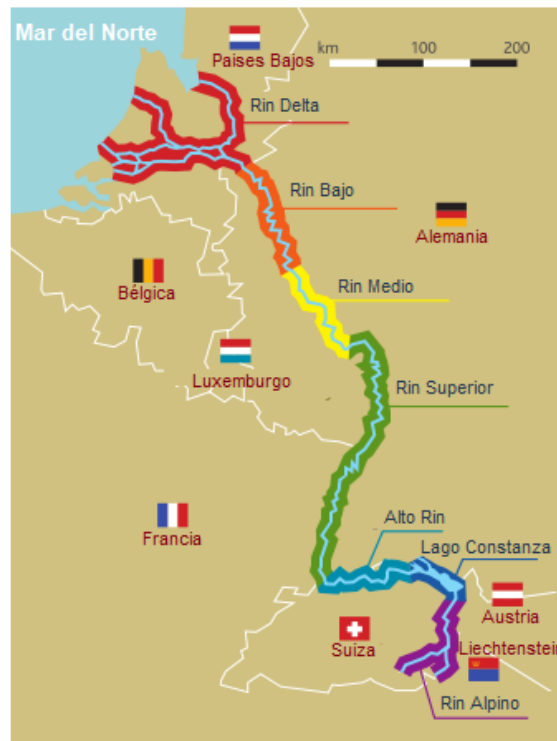 Mar del Norte
Paises Bajos
km 100 200
Rin Delta
Rin Bajo
Alemania
Bélgica
Rin Medio
Luxemburgo
Rin Superior
Francia
Alto Rin
Lago Constanza
Austria
Suiza
Liechtenstein
Rin Alpino